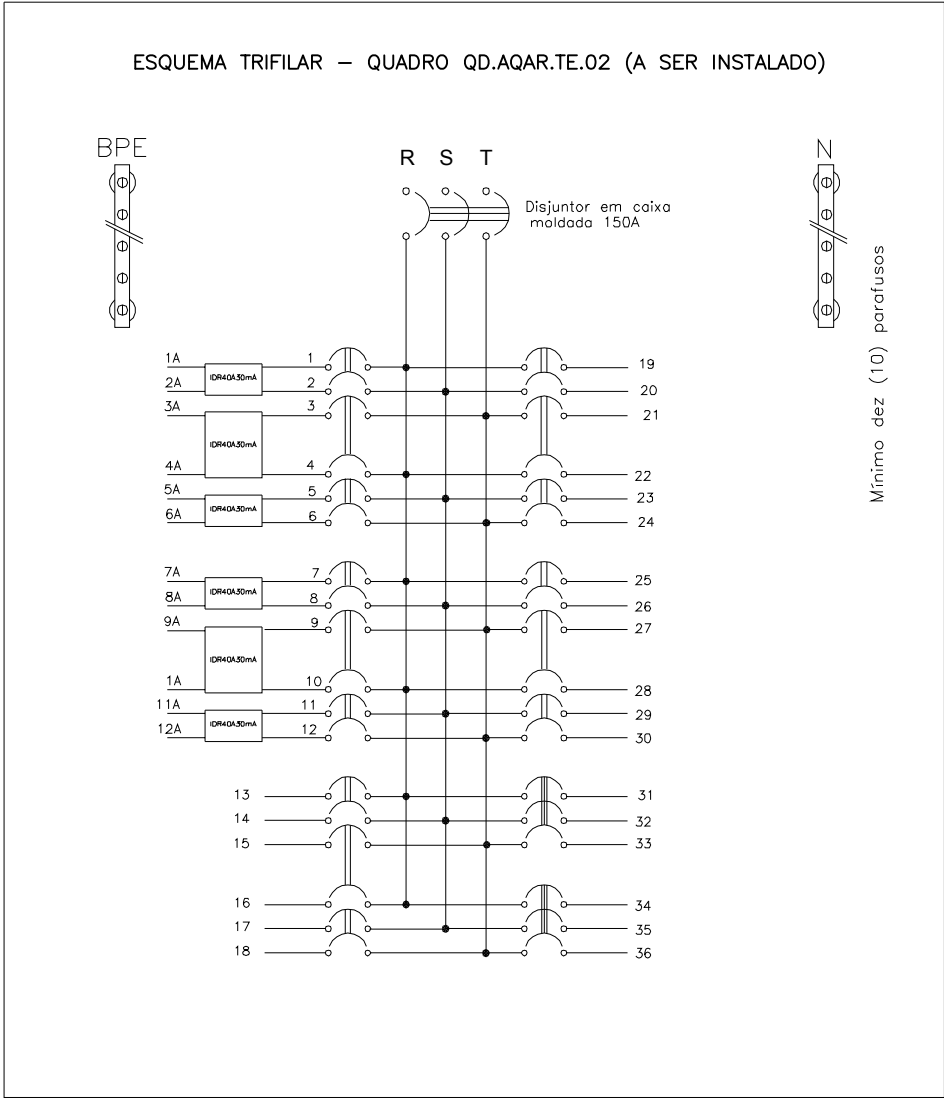 ESQUEMA TRIFILAR – QUADRO QD.AQAR.TE.02 (A SER INSTALADO)
BPE
R S T
N
Disjuntor em caixa
moldada 150A
Mínimo dez (10) parafusos
1A 1 19
IDR40A30mA
2A 2 20
3A 3 21
IDR40A30mA
4A 4 22
5A 5 23
IDR40A30mA
6A 6 24
7A 7 25
IDR40A30mA
8A 8 26
9A 9 27
IDR40A30mA
1A 10 28
11A 11 29
IDR40A30mA
12A 12 30
13 31
14 32
15 33
16 34
17 35
18 36